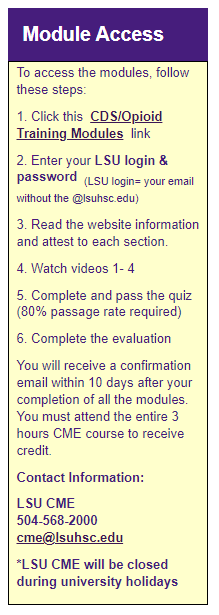 Module Access
To access the modules, follow
these steps:
1. Click this CDS/Opioid
Training Modules link
2. Enter your LSU login &
password (LSU login= your email
without the @lsuhsc.edu)
3. Read the website information
and attest to each section.
4. Watch videos 1- 4
5. Complete and pass the quiz
(80% passage rate required)
6. Complete the evaluation
You will receive a confirmation
email within 10 days after your
completion of all the modules.
You must attend the entire 3
hours CME course to receive
credit.
Contact Information:
LSU CME
504-568-2000
cme@lsuhsc.edu
*LSU CME will be closed
during university holidays